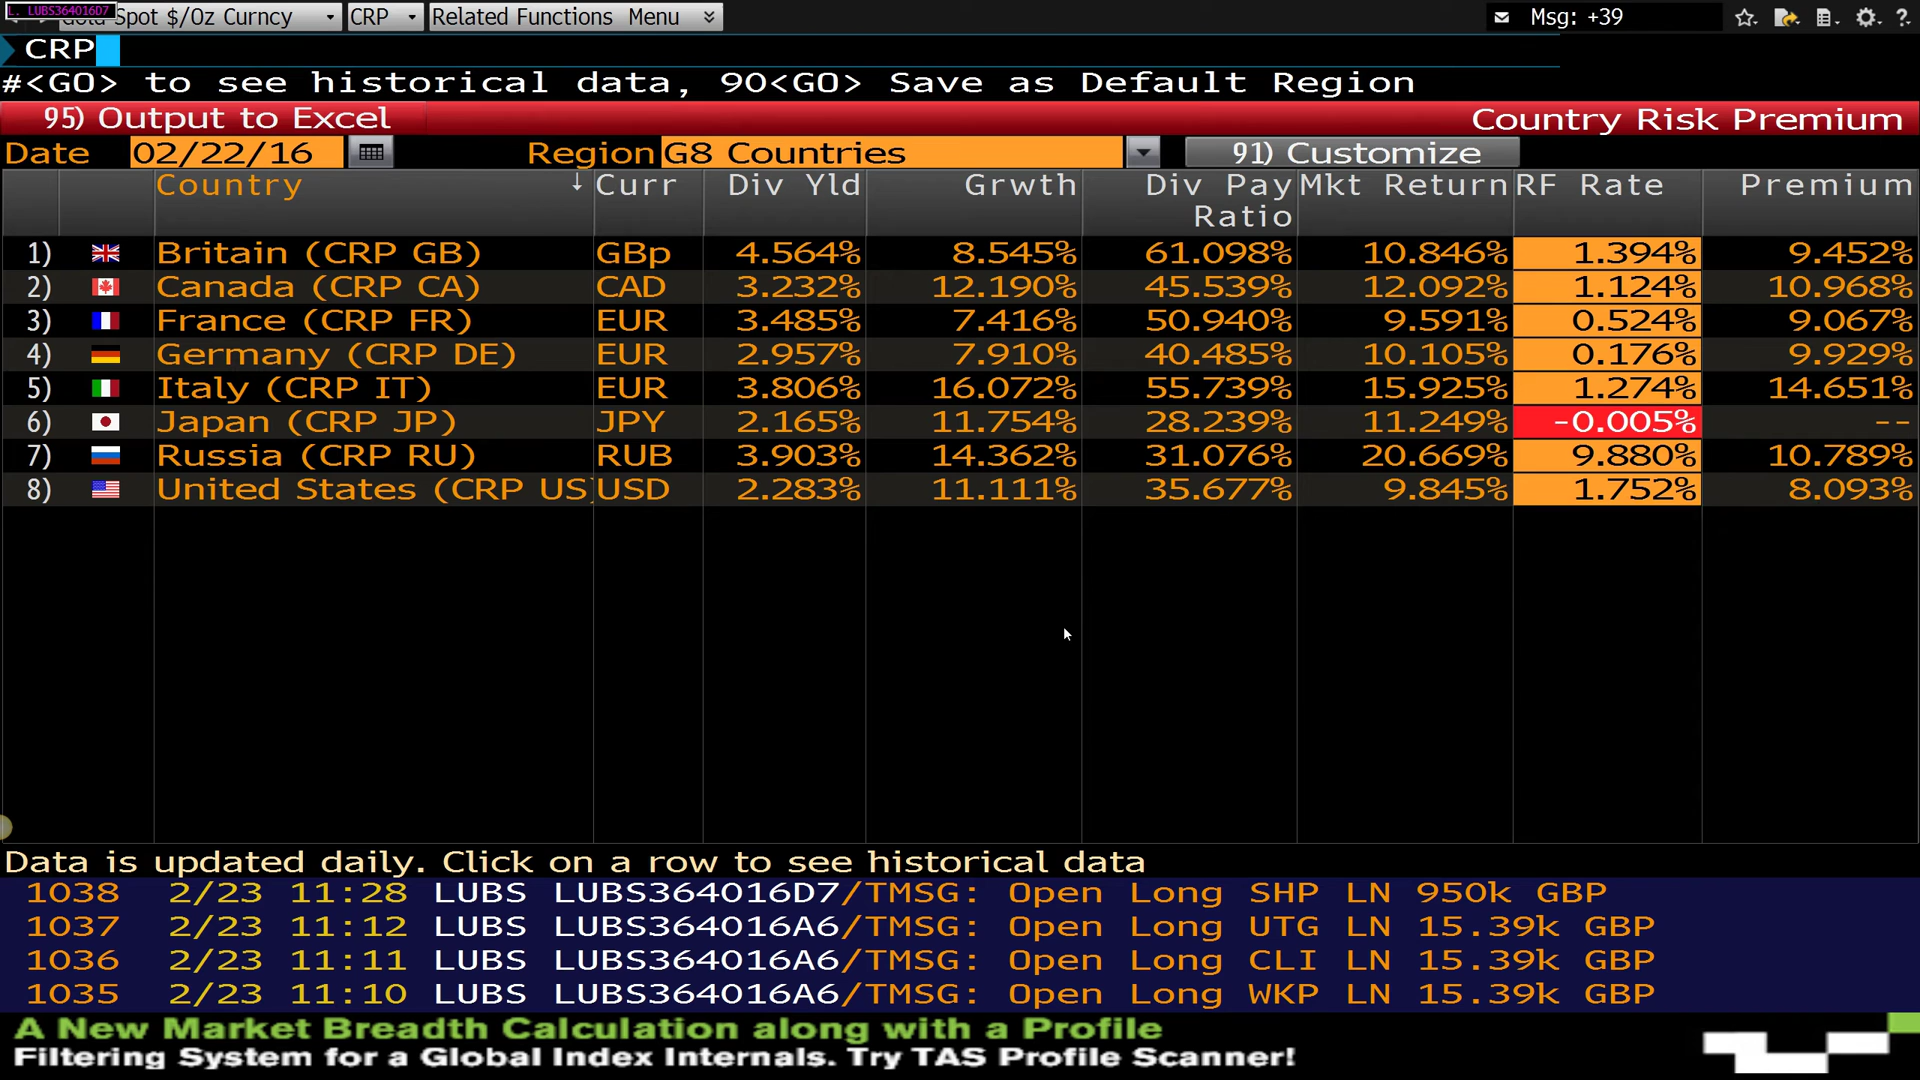 L. LUBS364016D7
Spot $/Oz Curncy CRP Related Functions Menu Msg: +39
CRP
#<GO> to see historical data, 90<GO> Save as Default Region
95) Output to Excel Country Risk Premium
Date 02/22/16 Region G8 Countries 91) Customize
Country Curr Div Yld Grwth Div Pay Ratio Mkt Return RF Rate Premium
1) Britain (CRP GB) GBp 4.564% 8.545% 61.098% 10.846% 1.394% 9.452%
2) Canada (CRP CA) CAD 3.232% 12.190% 45.539% 12.092% 1.124% 10.968%
3) France (CRP FR) EUR 3.485% 7.416% 50.940% 9.591% 0.524% 9.067%
4) Germany (CRP DE) EUR 2.957% 7.910% 40.485% 10.105% 0.176% 9.929%
5) Italy (CRP IT) EUR 3.806% 16.072% 55.739% 15.925% 1.274% 14.651%
6) Japan (CRP JP) JPY 2.165% 11.754% 28.239% 11.249% -0.005% --
7) Russia (CRP RU) RUB 3.903% 14.362% 31.076% 20.669% 9.880% 10.789%
8) United States (CRP US) USD 2.283% 11.111% 35.677% 9.845% 1.752% 8.093%
Data is updated daily. Click on a row to see historical data
1038 2/23 11:28 LUBS LUBS364016D7/TMSG: Open Long SHP LN 950k GBP
1037 2/23 11:12 LUBS LUBS364016A6/TMSG: Open Long UTG LN 15.39k GBP
1036 2/23 11:11 LUBS LUBS364016A6/TMSG: Open Long CLI LN 15.39k GBP
1035 2/23 11:10 LUBS LUBS364016A6/TMSG: Open Long WKP LN 15.39k GBP
A New Market Breadth Calculation along with a Profile
Filtering System for a Global Index Internals. Try TAS Profile Scanner!